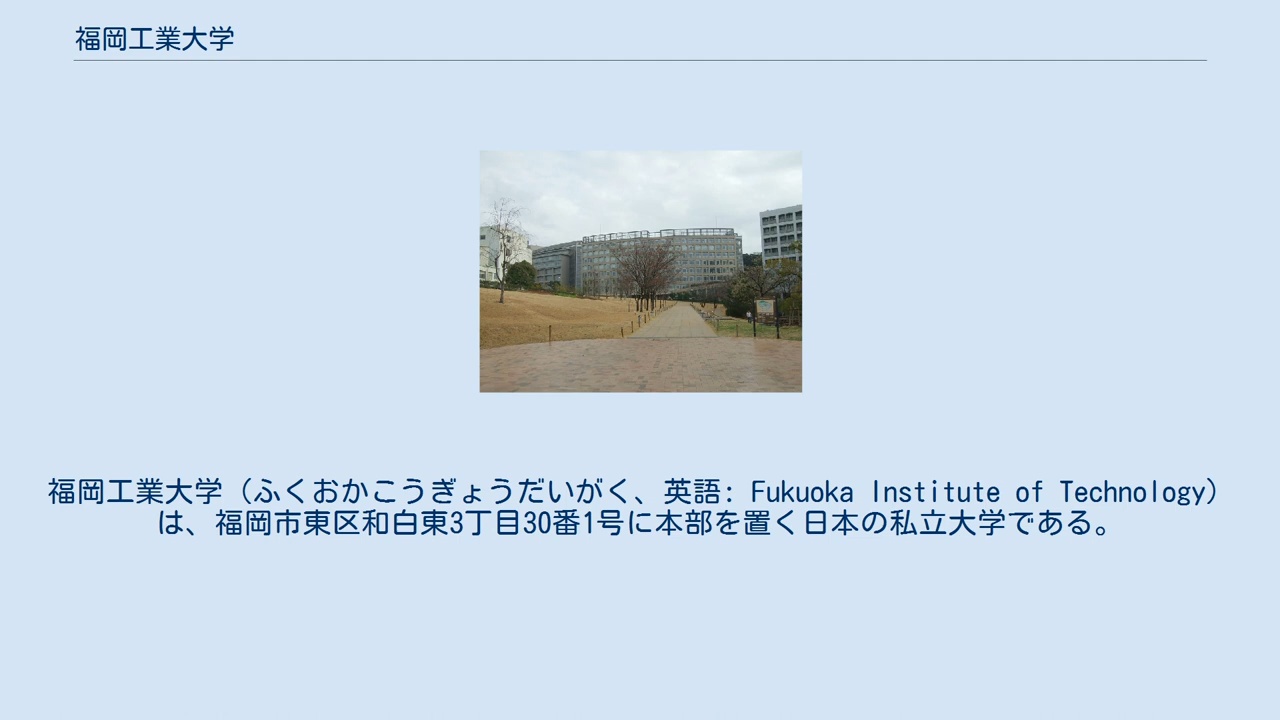 福岡工業大学
福岡工業大学（ふくおかこうぎょうだいがく、英語: Fukuoka Institute of Technology）
は、福岡市東区和白東3丁目30番1号に本部を置く日本の私立大学である。